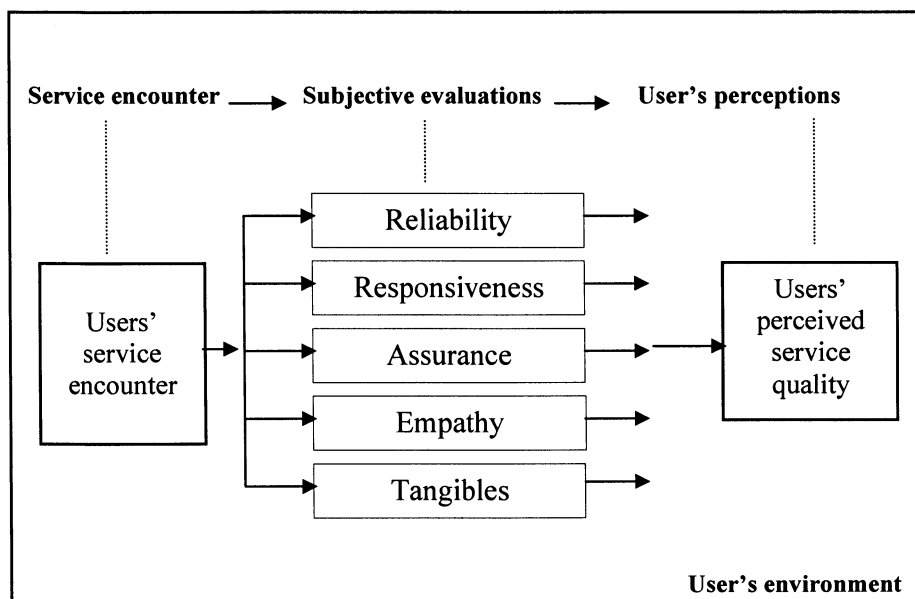 Service encounter
Subjective evaluations
User's perceptions
Reliability
Responsiveness
Assurance
Empathy
Tangibles
Users'
service
encounter
Users'
perceived
service
quality
User's environment